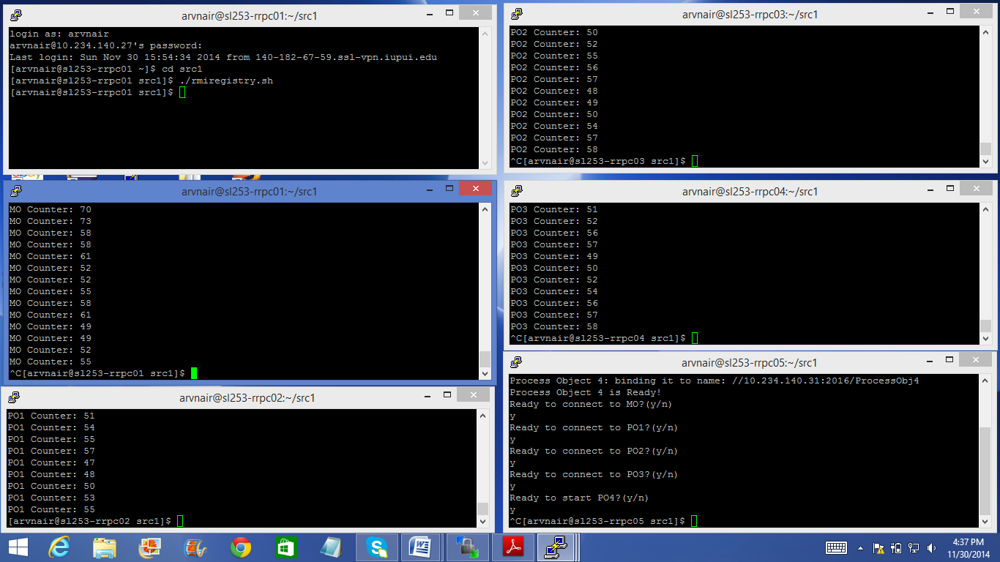 arvnair@sl253-rrpc01:~/src1
login as: arvnair
arvnair@10.234.140.27's password:
Last login: Sun Nov 30 15:54:34 2014 from 140-182-67-59.ssl-vpn.iupui.edu
[arvnair@sl253-rrpc01 ~]$ cd src1
[arvnair@sl253-rrpc01 src1]$ ./rmiregistry.sh
[arvnair@sl253-rrpc01 src1]$
arvnair@sl253-rrpc01:~/src1
MO Counter: 70
MO Counter: 73
MO Counter: 58
MO Counter: 58
MO Counter: 61
MO Counter: 52
MO Counter: 52
MO Counter: 55
MO Counter: 58
MO Counter: 61
MO Counter: 49
MO Counter: 49
MO Counter: 52
MO Counter: 55
^C[arvnair@sl253-rrpc01 src1]$
arvnair@sl253-rrpc02:~/src1
PO1 Counter: 51
PO1 Counter: 54
PO1 Counter: 55
PO1 Counter: 57
PO1 Counter: 47
PO1 Counter: 48
PO1 Counter: 50
PO1 Counter: 53
PO1 Counter: 55
[arvnair@sl253-rrpc02 src1]$
arvnair@sl253-rrpc03:~/src1
PO2 Counter: 50
PO2 Counter: 52
PO2 Counter: 55
PO2 Counter: 56
PO2 Counter: 57
PO2 Counter: 48
PO2 Counter: 49
PO2 Counter: 50
PO2 Counter: 54
PO2 Counter: 57
PO2 Counter: 58
^C[arvnair@sl253-rrpc03 src1]$
arvnair@sl253-rrpc04:~/src1
PO3 Counter: 51
PO3 Counter: 52
PO3 Counter: 56
PO3 Counter: 57
PO3 Counter: 49
PO3 Counter: 50
PO3 Counter: 52
PO3 Counter: 54
PO3 Counter: 56
PO3 Counter: 57
PO3 Counter: 58
^C[arvnair@sl253-rrpc04 src1]$
arvnair@sl253-rrpc05:~/src1
Process Object 4: binding it to name: //10.234.140.31:2016/ProcessObj4
Process Object 4 is Ready!
Ready to connect to MO?(y/n)
y
Ready to connect to PO1?(y/n)
y
Ready to connect to PO2?(y/n)
y
Ready to connect to PO3?(y/n)
y
Ready to start PO4?(y/n)
y
^C[arvnair@sl253-rrpc05 src1]$
4:37 PM
11/30/2014